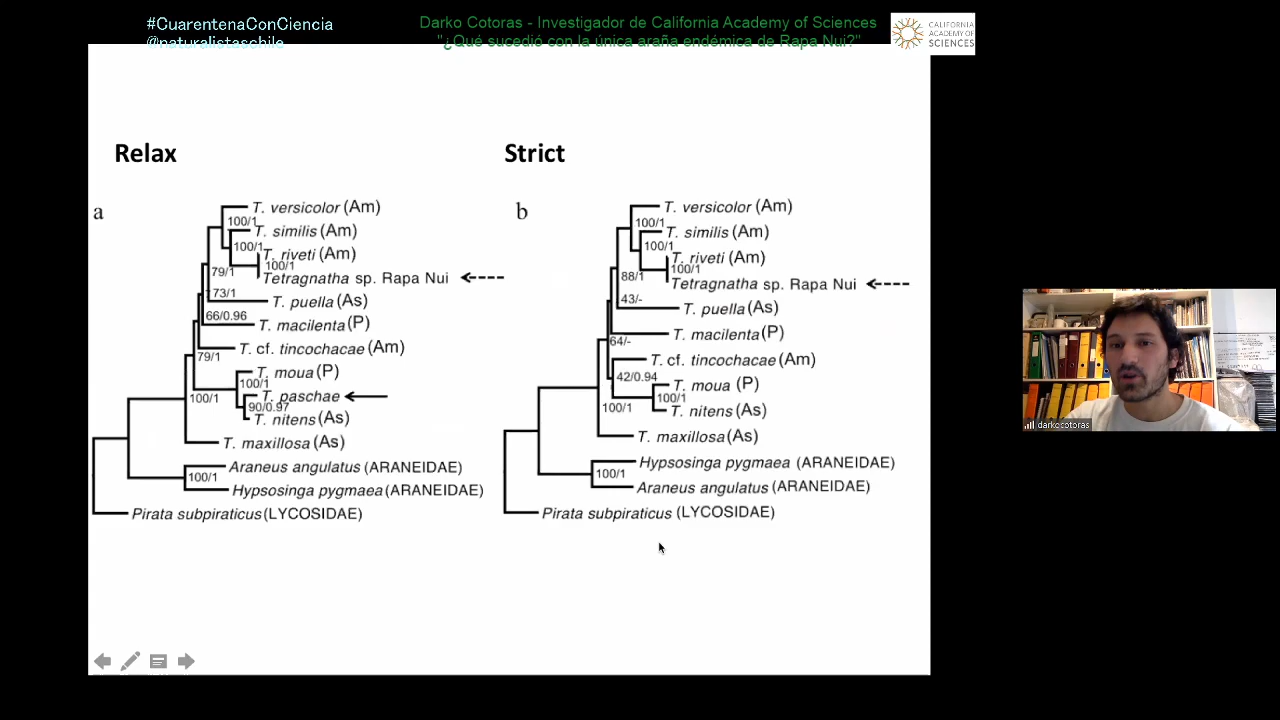 #CuarentenaConCiencia
@naturalistaschile
Darko Cotoras - Investigador de California Academy of Sciences
"¿Qué sucedió con la única araña endémica de Rapa Nui?"
CALIFORNIA
ACADEMY OF
SCIENCES
Relax
a
T. versicolor (Am)
100/1
T. similis (Am)
100/1
T. riveti (Am)
100/1
Tetragnatha sp. Rapa Nui
79/1
73/1
T. puella (As)
66/0.96
T. macilenta (P)
T. cf. tincochacae (Am)
79/1
T. moua (P)
100/1
T. paschae
100/1
90/0.97
T. nitens (As)
T. maxillosa (As)
Araneus angulatus (ARANEIDAE)
100/1
Hypsosinga pygmaea (ARANEIDAE)
Pirata subpiraticus (LYCOSIDAE)
Strict
b
T. versicolor (Am)
100/1
T. similis (Am)
100/1
T. riveti (Am)
100/1
88/1
Tetragnatha sp. Rapa Nui
43/-
T. puella (As)
T. macilenta (P)
64/-
T. cf. tincochacae (Am)
42/0.94
T. moua (P)
100/1
100/1
T. nitens (As)
T. maxillosa (As)
Hypsosinga pygmaea (ARANEIDAE)
100/1
Araneus angulatus (ARANEIDAE)
Pirata subpiraticus (LYCOSIDAE)
darkocotoras